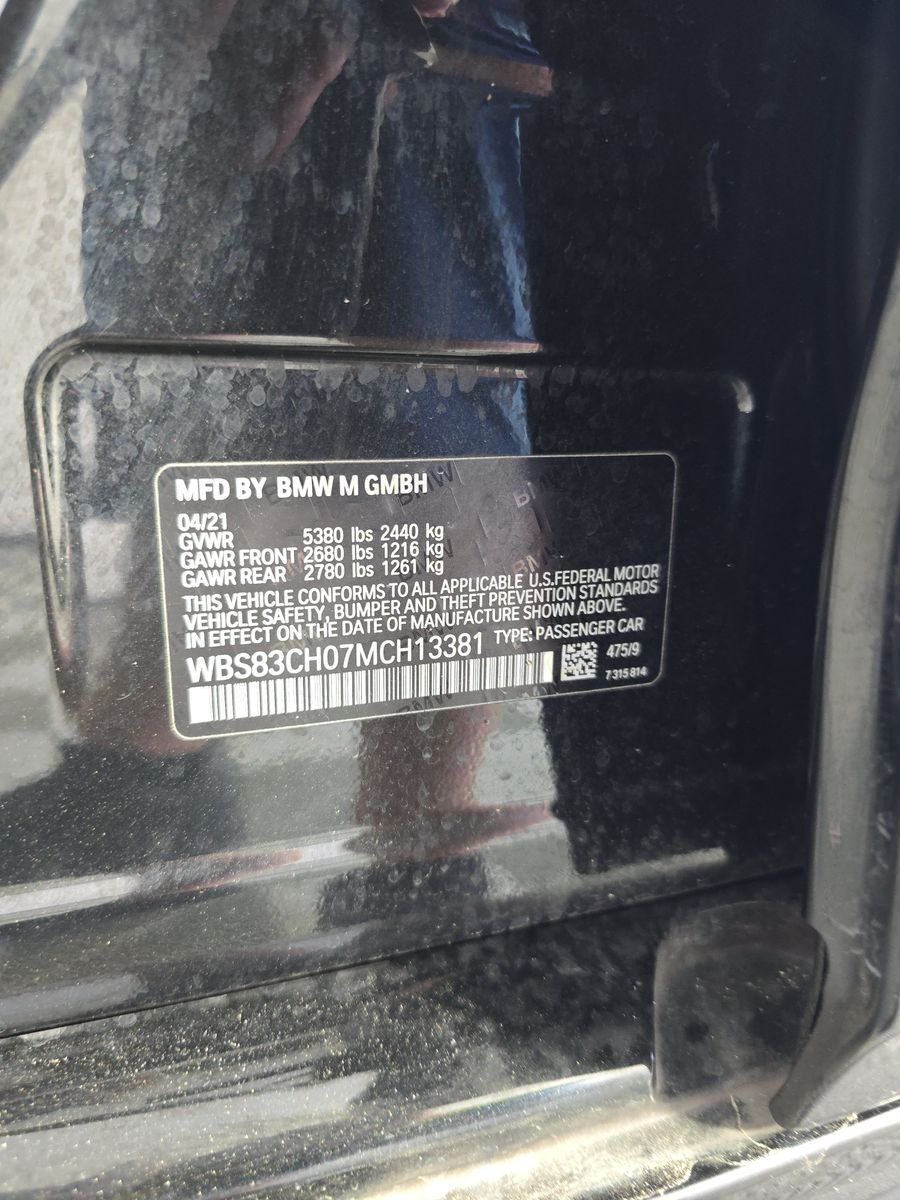 MFD BY BMW M GMBH
04/21
GVWR 5380 lbs 2440 kg
GAWR FRONT 2680 lbs 1216 kg
GAWR REAR 2780 lbs 1261 kg
THIS VEHICLE CONFORMS TO ALL APPLICABLE U.S.FEDERAL MOTOR
VEHICLE SAFETY, BUMPER AND THEFT PREVENTION STANDARDS
IN EFFECT ON THE DATE OF MANUFACTURE SHOWN ABOVE.
WBS83CH07MCH13381 TYPE: PASSENGER CAR
475/9
7 315 814